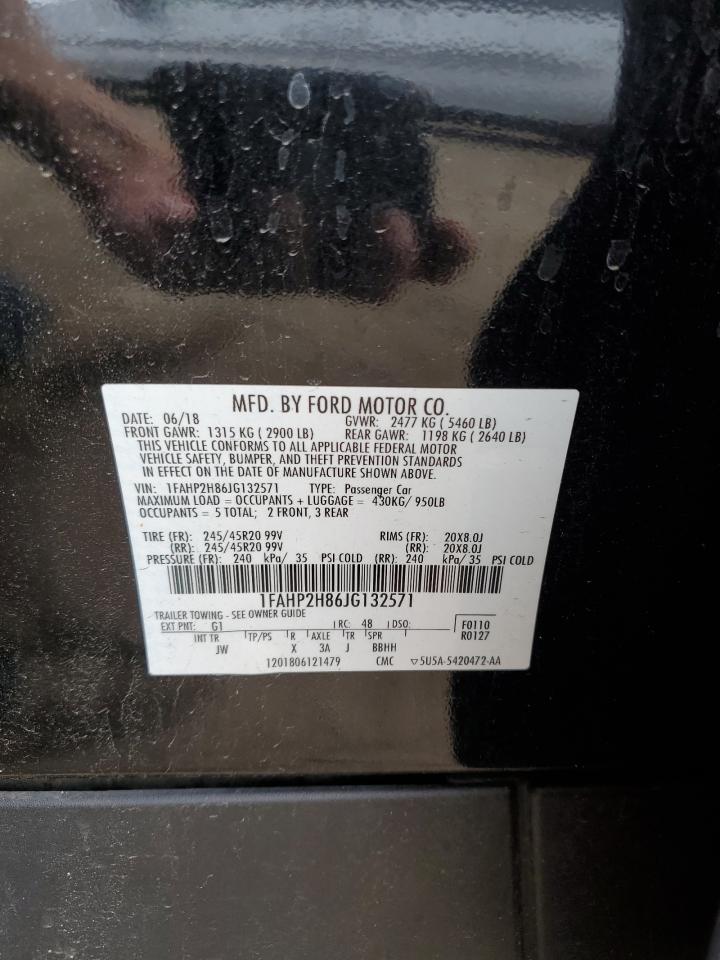 MFD. BY FORD MOTOR CO.
DATE: 06/18 GVWR: 2477 KG ( 5460 LB)
FRONT GAWR: 1315 KG ( 2900 LB) REAR GAWR: 1198 KG ( 2640 LB)
THIS VEHICLE CONFORMS TO ALL APPLICABLE FEDERAL MOTOR
VEHICLE SAFETY, BUMPER, AND THEFT PREVENTION STANDARDS
IN EFFECT ON THE DATE OF MANUFACTURE SHOWN ABOVE.
VIN: 1FAHP2H86JG132571 TYPE: Passenger Car
MAXIMUM LOAD = OCCUPANTS + LUGGAGE = 430KG/ 950LB
OCCUPANTS = 5 TOTAL; 2 FRONT, 3 REAR
TIRE (FR): 245/45R20 99V RIMS (FR): 20X8.0J
(RR): 245/45R20 99V (RR): 20X8.0J
PRESSURE (FR): 240 kPa/ 35 PSI COLD (RR): 240 kPa/ 35 PSI COLD
1FAHP2H86JG132571
TRAILER TOWING - SEE OWNER GUIDE
EXT PNT: G1 RC: 48 DSO: F0110
INT TR TP/PS R AXLE TR SPR R0127
JW X 3A J BBHH
1201806121479 CMC ▽5U5A-5420472-AA